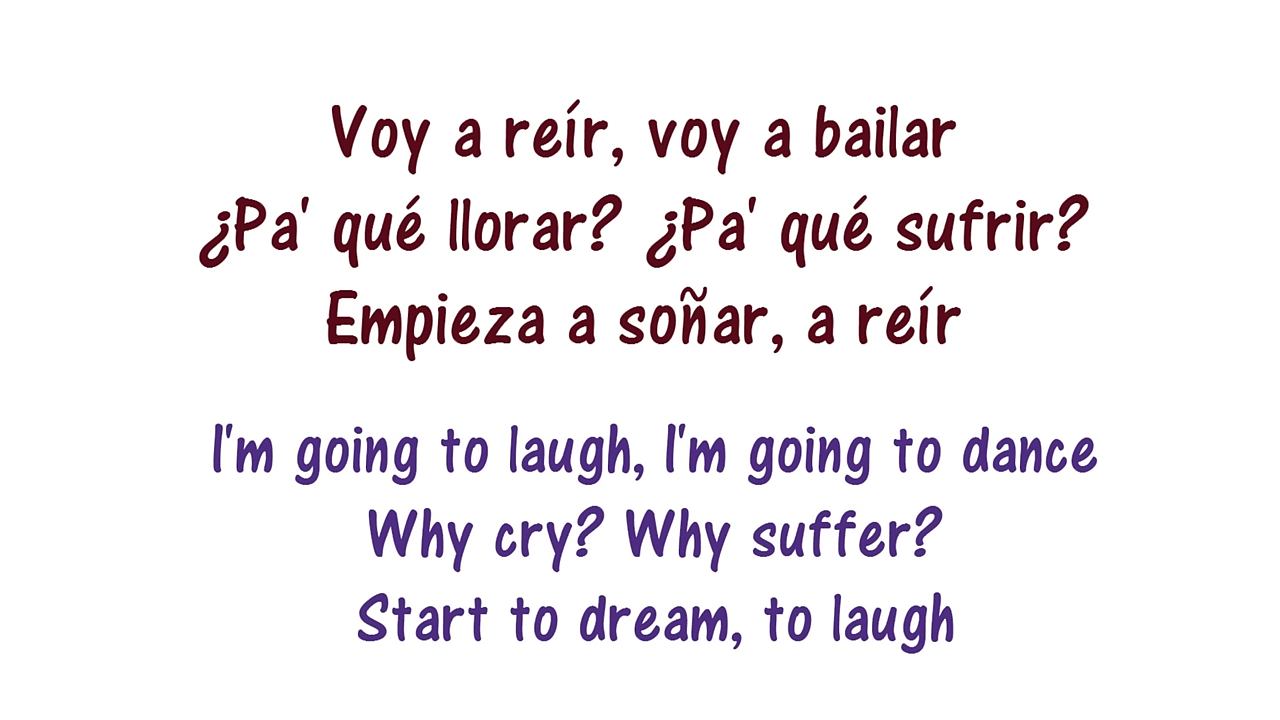 Voy a reír, voy a bailar
¿Pa' qué llorar? ¿Pa' qué sufrir?
Empieza a soñar, a reír
I'm going to laugh, I'm going to dance
Why cry? Why suffer?
Start to dream, to laugh